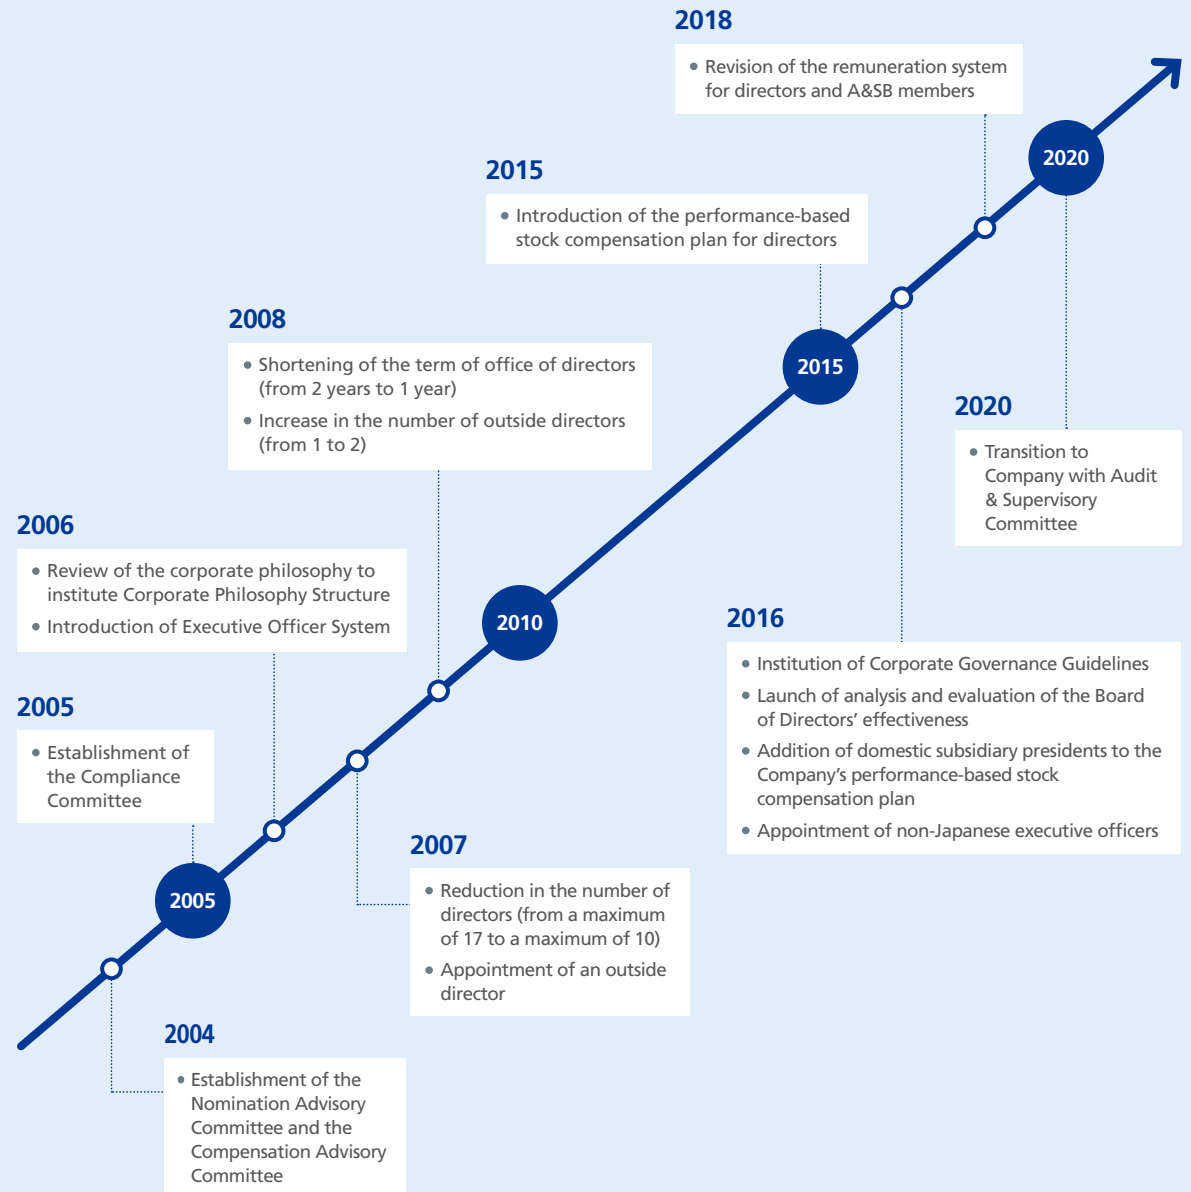 2018
• Revision of the remuneration system
for directors and A&SB members
2020
2015
• Introduction of the performance-based
stock compensation plan for directors
2008
• Shortening of the term of office of directors
(from 2 years to 1 year)
• Increase in the number of outside directors
(from 1 to 2)
2015
2020
• Transition to
Company with Audit
& Supervisory
Committee
2006
• Review of the corporate philosophy to
institute Corporate Philosophy Structure
• Introduction of Executive Officer System
2010
2016
• Institution of Corporate Governance Guidelines
• Launch of analysis and evaluation of the Board
of Directors’ effectiveness
• Addition of domestic subsidiary presidents to the
Company’s performance-based stock
compensation plan
• Appointment of non-Japanese executive officers
2005
• Establishment of
the Compliance
Committee
2005
2007
• Reduction in the number of
directors (from a maximum
of 17 to a maximum of 10)
• Appointment of an outside
director
2004
• Establishment of the
Nomination Advisory
Committee and the
Compensation Advisory
Committee